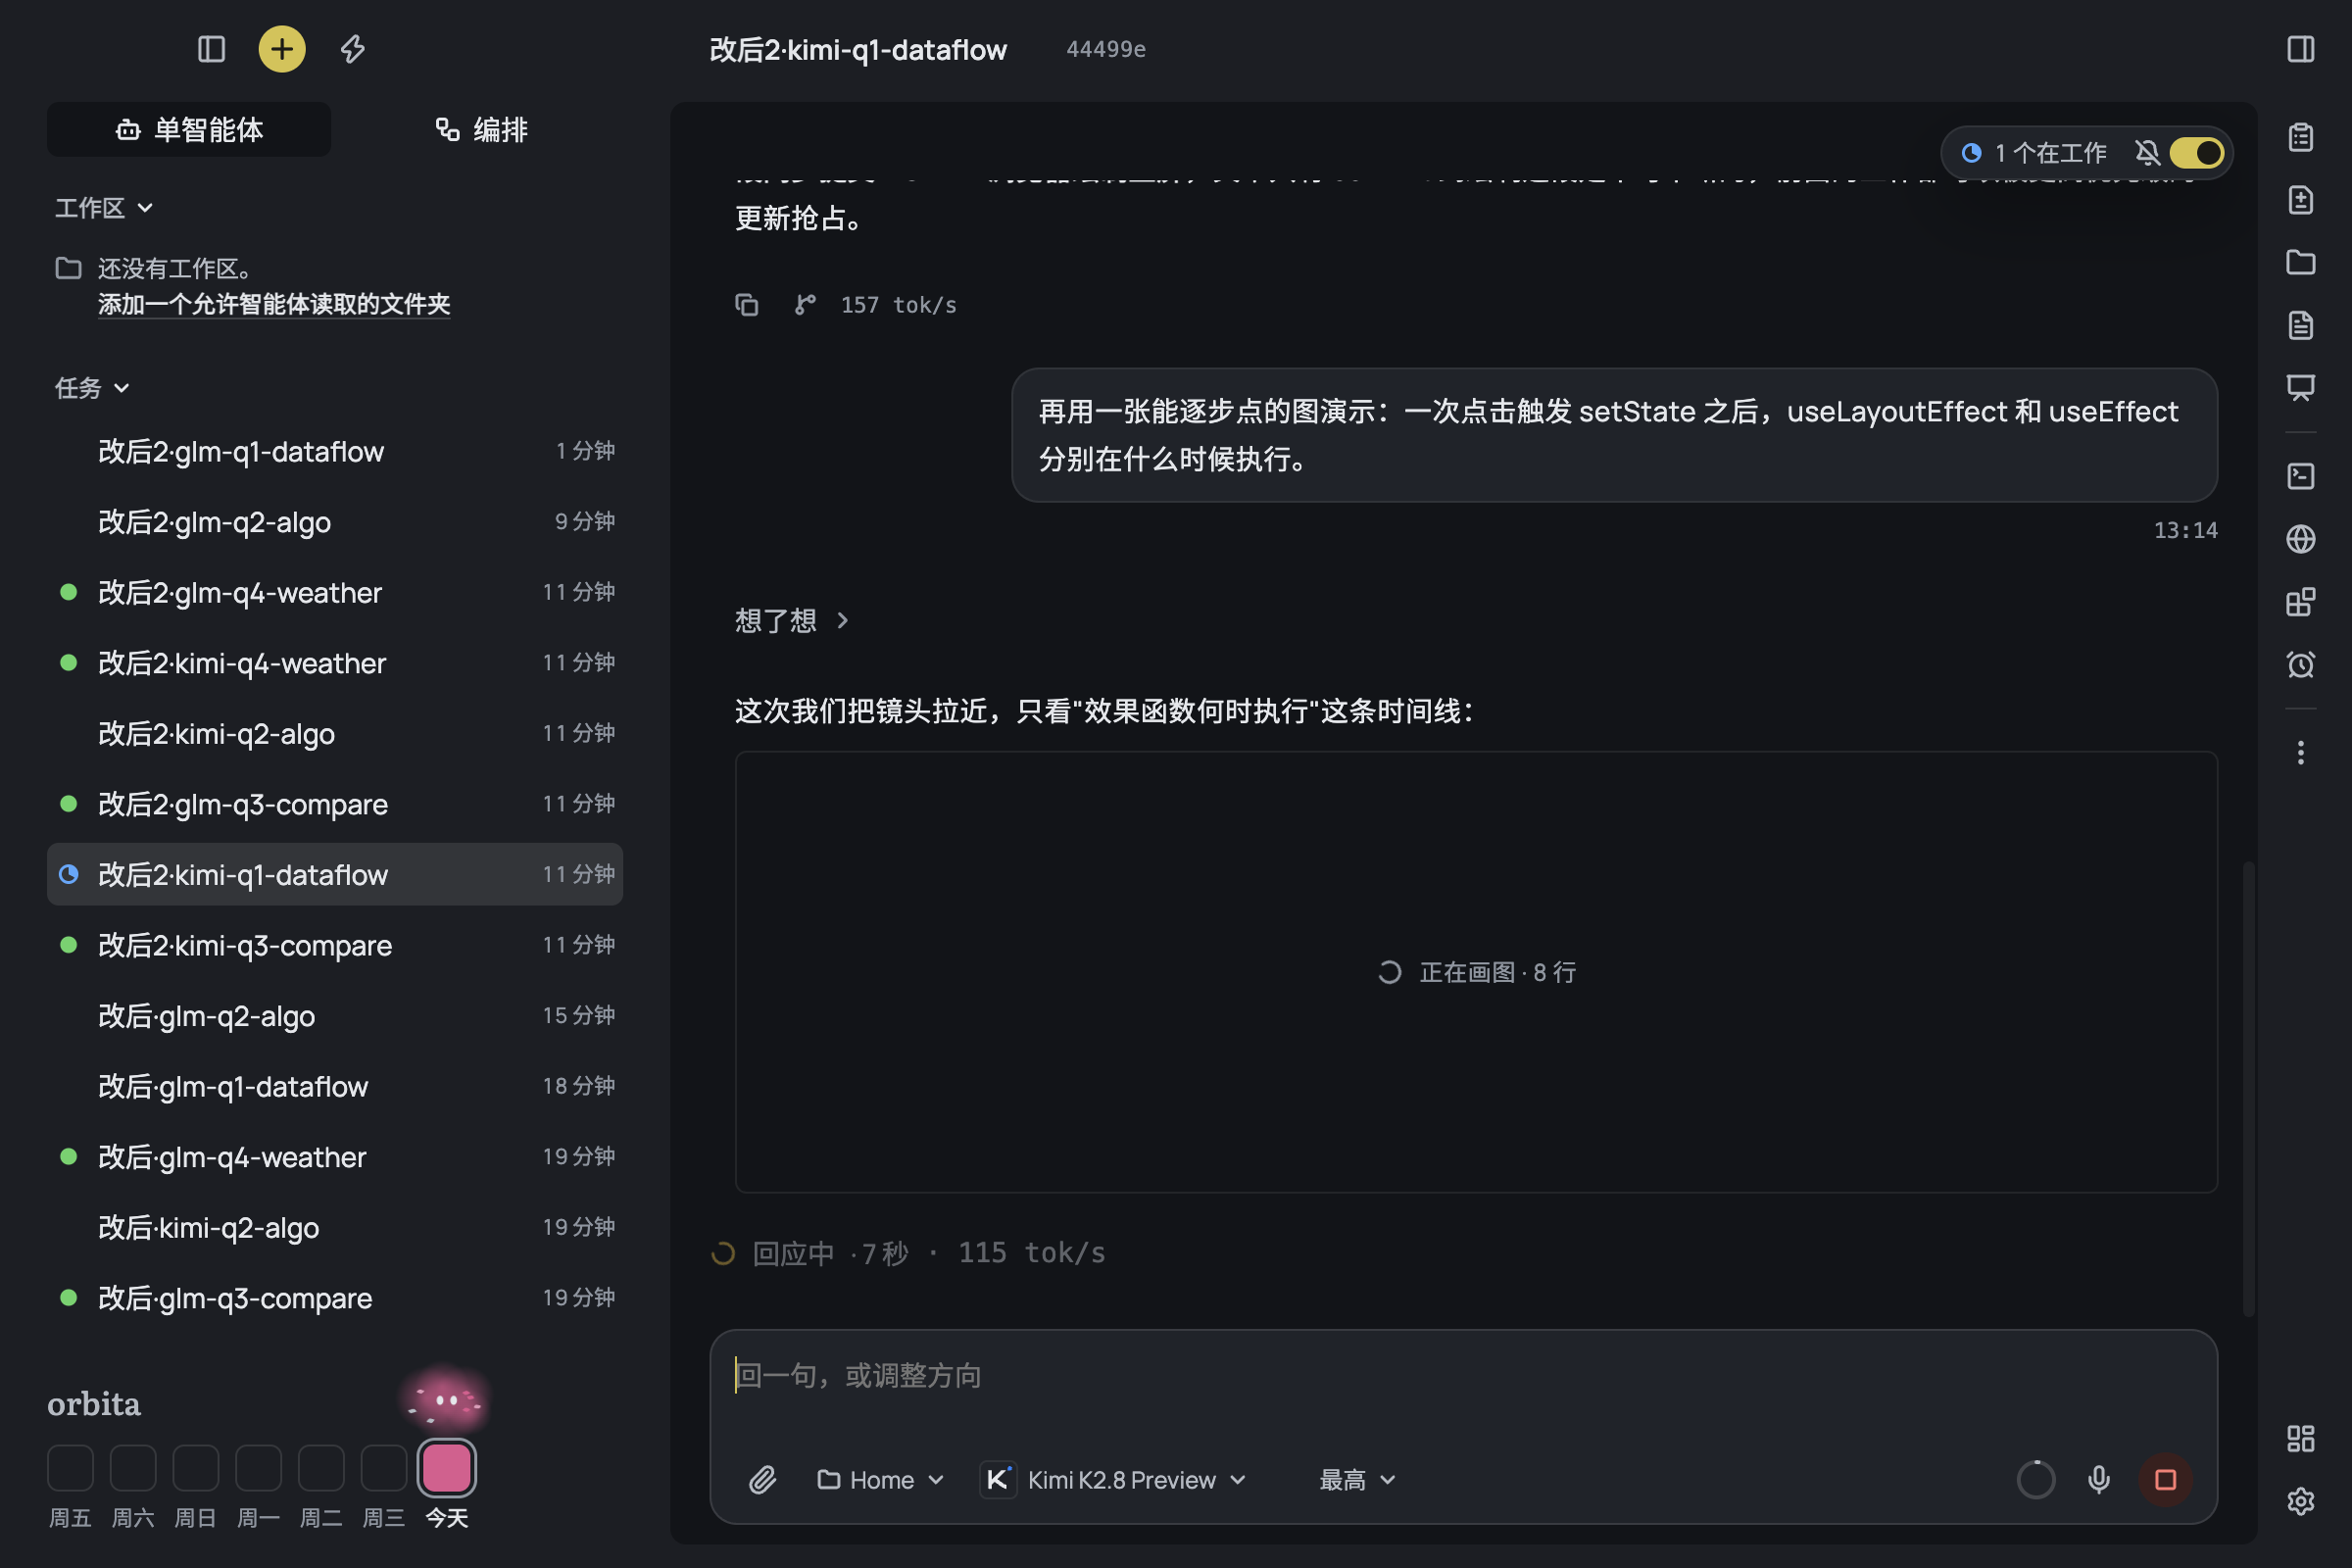 改后2·kimi-q1-dataflow
44499e
单智能体
编排
工作区
还没有工作区。
添加一个允许智能体读取的文件夹
任务
改后2·glm-q1-dataflow 1 分钟
改后2·glm-q2-algo 9 分钟
改后2·glm-q4-weather 11 分钟
改后2·kimi-q4-weather 11 分钟
改后2·kimi-q2-algo 11 分钟
改后2·glm-q3-compare 11 分钟
改后2·kimi-q1-dataflow 11 分钟
改后2·kimi-q3-compare 11 分钟
改后·glm-q2-algo 15 分钟
改后·glm-q1-dataflow 18 分钟
改后·glm-q4-weather 19 分钟
改后·kimi-q2-algo 19 分钟
改后·glm-q3-compare 19 分钟
orbita
周五 周六 周日 周一 周二 周三 今天
1 个在工作
更新抢占。
157 tok/s
再用一张能逐步点的图演示：一次点击触发 setState 之后，useLayoutEffect 和 useEffect
分别在什么时候执行。
13:14
想了想
这次我们把镜头拉近，只看"效果函数何时执行"这条时间线：
正在画图 · 8 行
回应中 · 7 秒 · 115 tok/s
回一句，或调整方向
Home
Kimi K2.8 Preview
最高